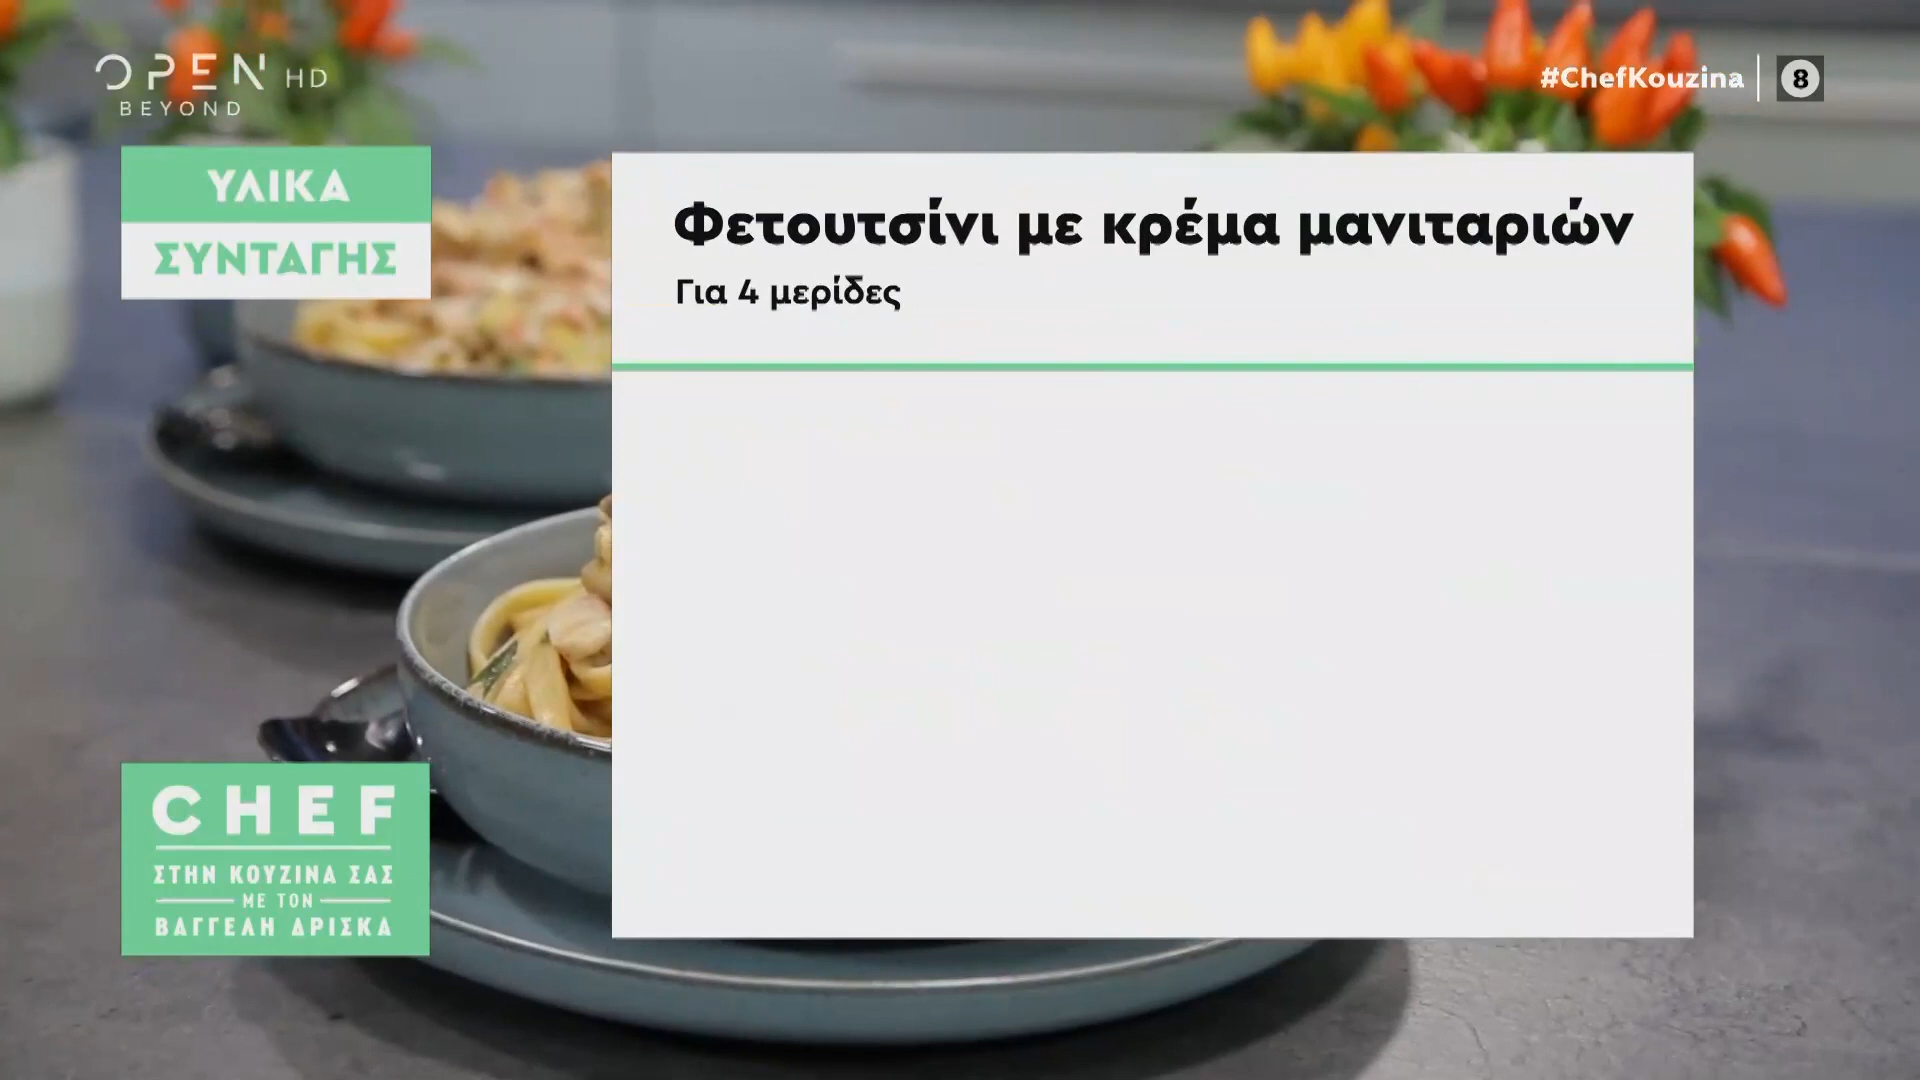 OPEN HD
BEYOND
#ChefKouzina
8
ΥΛΙΚΑ
ΣΥΝΤΑΓΗΣ
Φετουτσίνι με κρέμα μανιταριών
Για 4 μερίδες
CHEF
ΣΤΗΝ ΚΟΥΖΙΝΑ ΣΑΣ
ΜΕ ΤΟΝ
ΒΑΓΓΕΛΗ ΔΡΙΣΚΑ